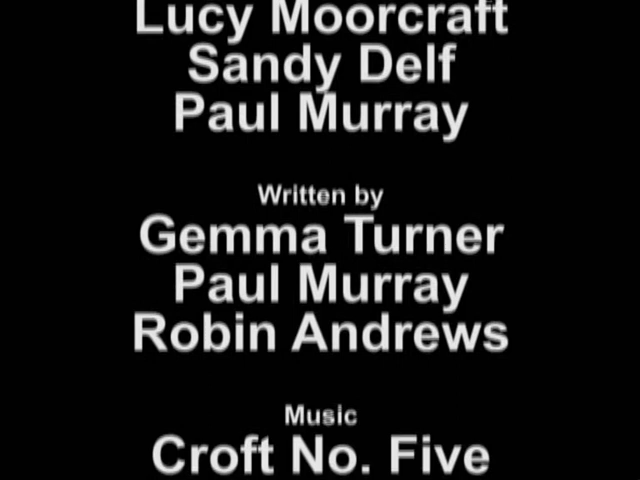 Lucy Moorcraft
Sandy Delf
Paul Murray
Written by
Gemma Turner
Paul Murray
Robin Andrews
Music
Croft No. Five